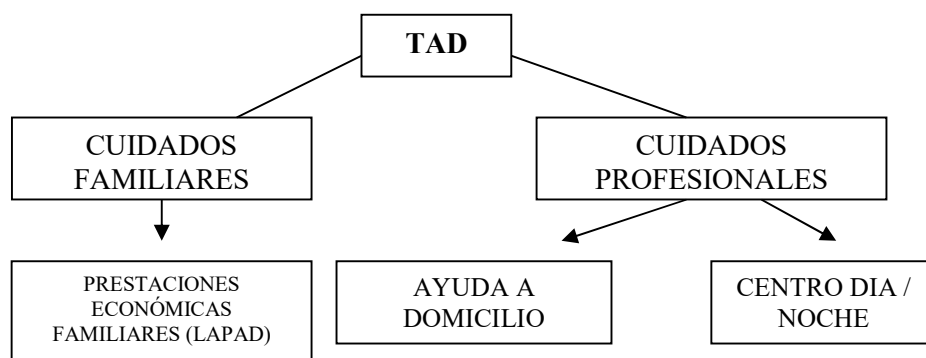 TAD
CUIDADOS
FAMILIARES
CUIDADOS
PROFESIONALES
PRESTACIONES
ECONÓMICAS
FAMILIARES (LAPAD)
AYUDA A
DOMICILIO
CENTRO DIA /
NOCHE